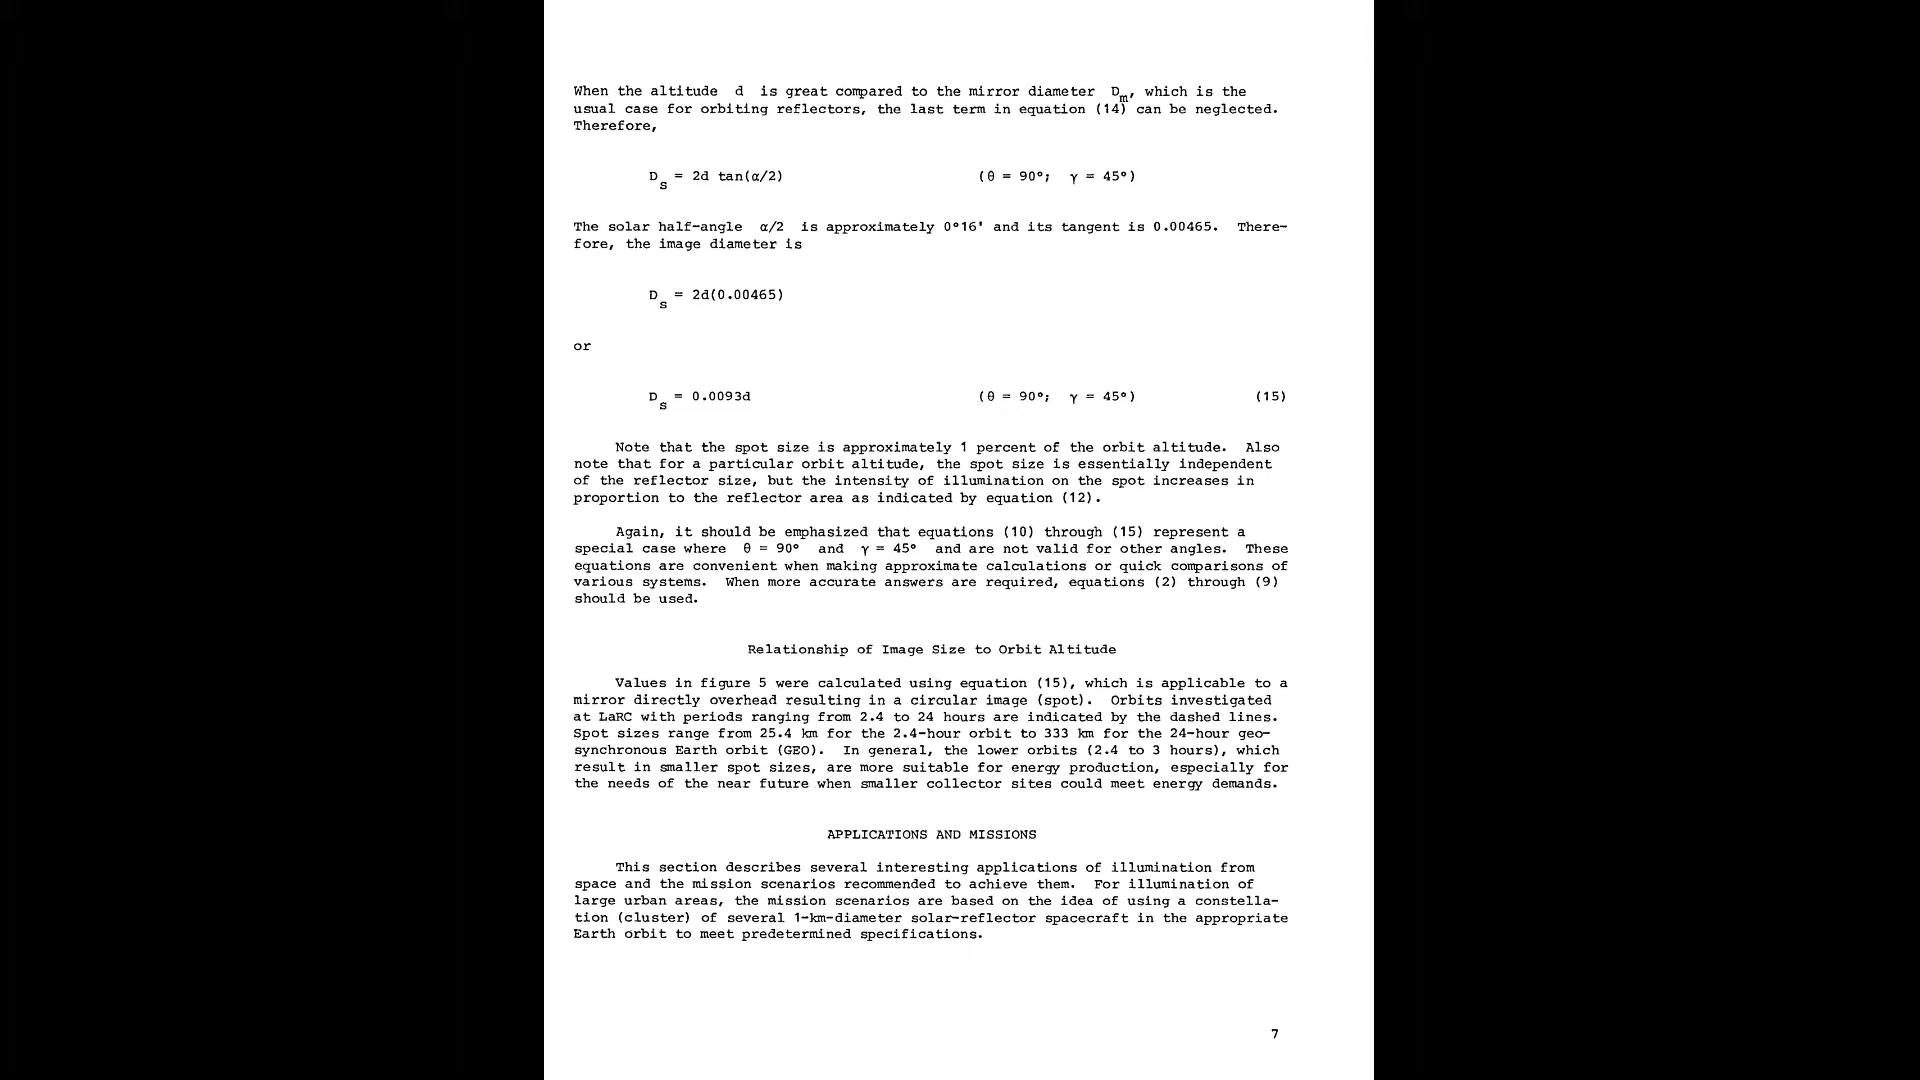 When the altitude d is great compared to the mirror diameter Dm, which is the
usual case for orbiting reflectors, the last term in equation (14) can be neglected.
Therefore,
Ds = 2d tan(α/2) (θ = 90°; γ = 45°)
The solar half-angle α/2 is approximately 0°16' and its tangent is 0.00465. There-
fore, the image diameter is
Ds = 2d(0.00465)
or
Ds = 0.0093d (θ = 90°; γ = 45°) (15)
Note that the spot size is approximately 1 percent of the orbit altitude. Also
note that for a particular orbit altitude, the spot size is essentially independent
of the reflector size, but the intensity of illumination on the spot increases in
proportion to the reflector area as indicated by equation (12).
Again, it should be emphasized that equations (10) through (15) represent a
special case where θ = 90° and γ = 45° and are not valid for other angles. These
equations are convenient when making approximate calculations or quick comparisons of
various systems. When more accurate answers are required, equations (2) through (9)
should be used.
Relationship of Image Size to Orbit Altitude
Values in figure 5 were calculated using equation (15), which is applicable to a
mirror directly overhead resulting in a circular image (spot). Orbits investigated
at LaRC with periods ranging from 2.4 to 24 hours are indicated by the dashed lines.
Spot sizes range from 25.4 km for the 2.4-hour orbit to 333 km for the 24-hour geo-
synchronous Earth orbit (GEO). In general, the lower orbits (2.4 to 3 hours), which
result in smaller spot sizes, are more suitable for energy production, especially for
the needs of the near future when smaller collector sites could meet energy demands.
APPLICATIONS AND MISSIONS
This section describes several interesting applications of illumination from
space and the mission scenarios recommended to achieve them. For illumination of
large urban areas, the mission scenarios are based on the idea of using a constella-
tion (cluster) of several 1-km-diameter solar-reflector spacecraft in the appropriate
Earth orbit to meet predetermined specifications.
7